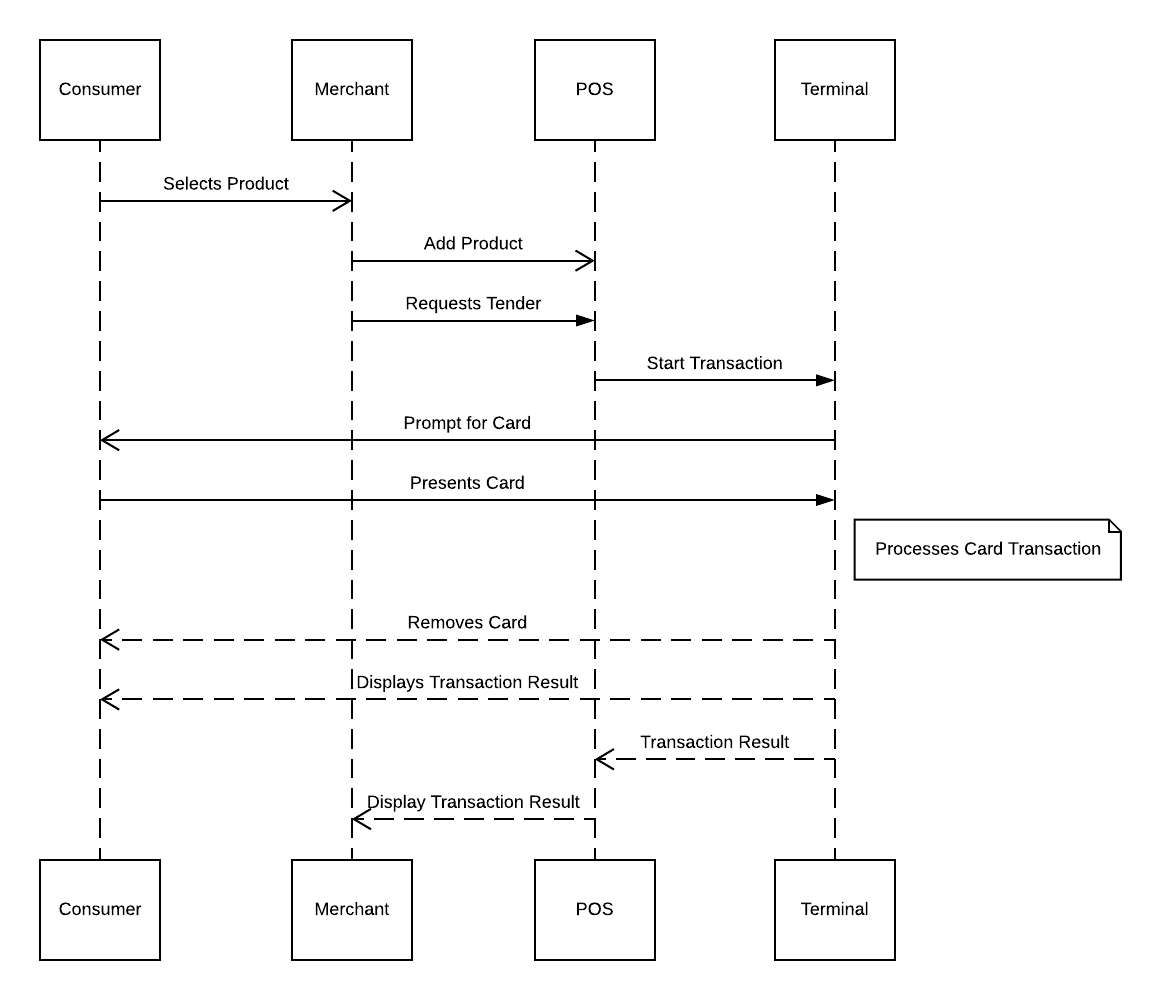 Consumer
Merchant
POS
Terminal
Selects Product
Add Product
Requests Tender
Start Transaction
Prompt for Card
Presents Card
Processes Card Transaction
Removes Card
Displays Transaction Result
Transaction Result
Display Transaction Result
Consumer
Merchant
POS
Terminal